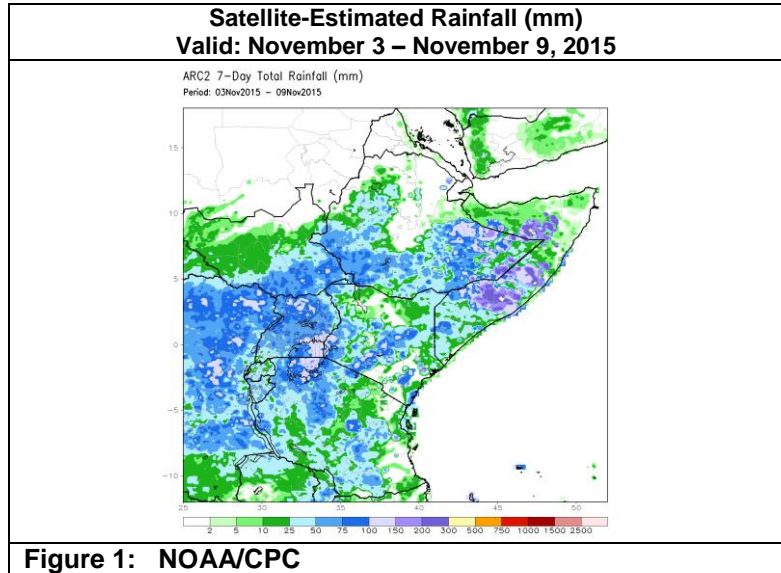 Satellite-Estimated Rainfall (mm)
Valid: November 3 – November 9, 2015
ARC2 7-Day Total Rainfall (mm)
Period: 03Nov2015 – 09Nov2015
15
10
5
0
−5
−10
25 30 35 40 45 50
2 5 10 25 50 75 100 150 200 300 500 750 1000 1500 2500
Figure 1: NOAA/CPC